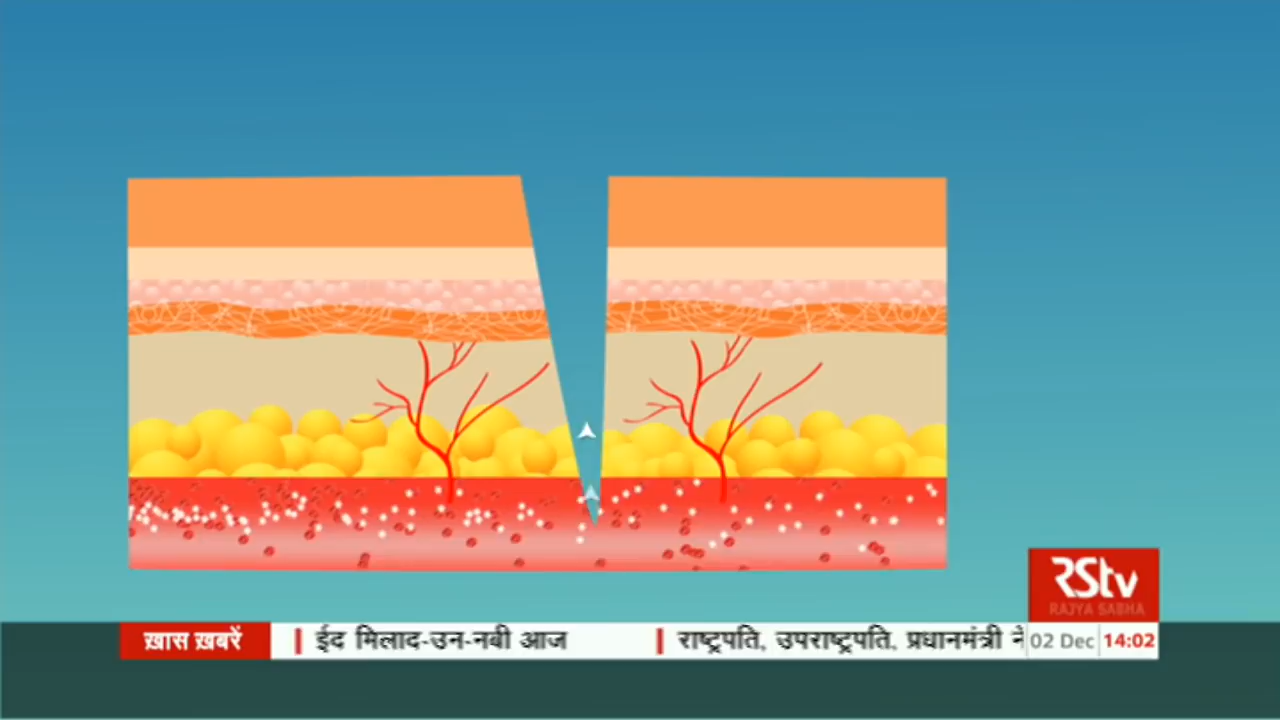 RStv
RAJYA SABHA
ख़ास ख़बरें ईद मिलाद-उन-नबी आज राष्ट्रपति, उपराष्ट्रपति, प्रधानमंत्री ने 02 Dec 14:02